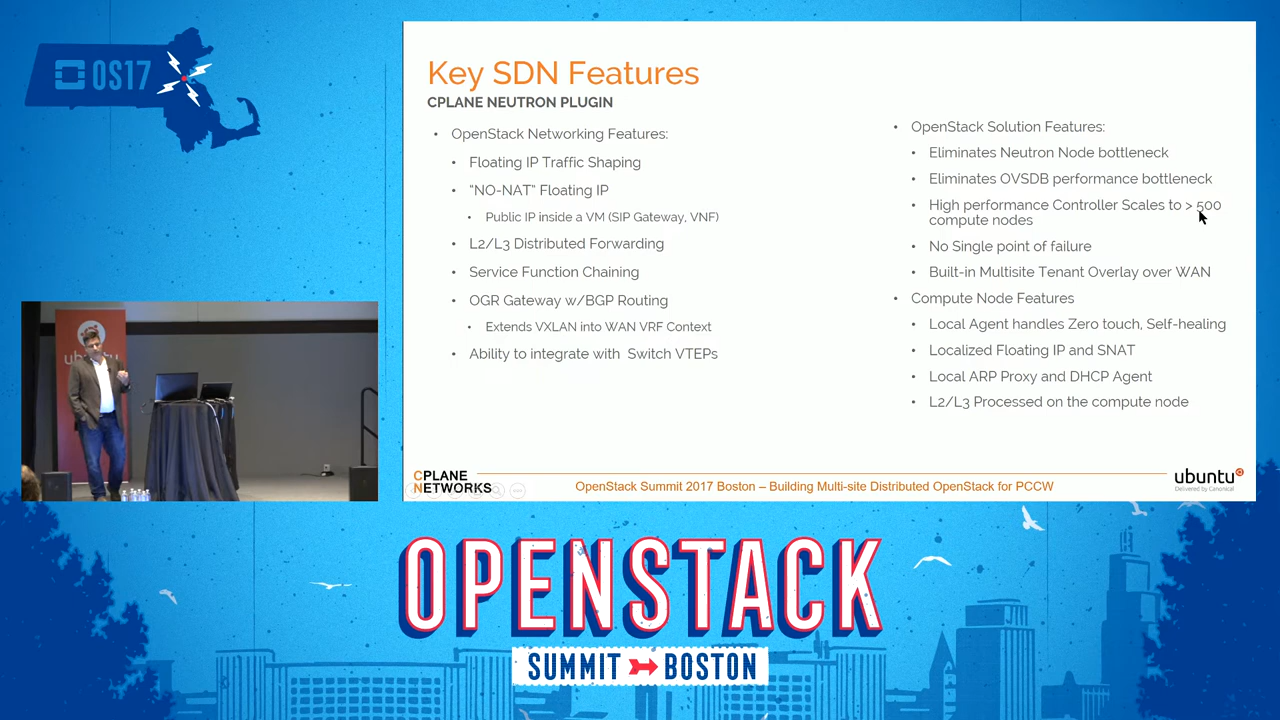 OS17
Key SDN Features
CPLANE NEUTRON PLUGIN
• OpenStack Networking Features:
• Floating IP Traffic Shaping
• "NO-NAT" Floating IP
• Public IP inside a VM (SIP Gateway, VNF)
• L2/L3 Distributed Forwarding
• Service Function Chaining
• OGR Gateway w/BGP Routing
• Extends VXLAN into WAN VRF Context
• Ability to integrate with Switch VTEPs
• OpenStack Solution Features:
• Eliminates Neutron Node bottleneck
• Eliminates OVSDB performance bottleneck
• High performance Controller Scales to > 500
compute nodes
• No Single point of failure
• Built-in Multisite Tenant Overlay over WAN
• Compute Node Features
• Local Agent handles Zero touch, Self-healing
• Localized Floating IP and SNAT
• Local ARP Proxy and DHCP Agent
• L2/L3 Processed on the compute node
CPLANE
NETWORKS
OpenStack Summit 2017 Boston – Building Multi-site Distributed OpenStack for PCCW
ubuntu
Delivered by Canonical
ubuntu
OPENSTACK
SUMMIT BOSTON